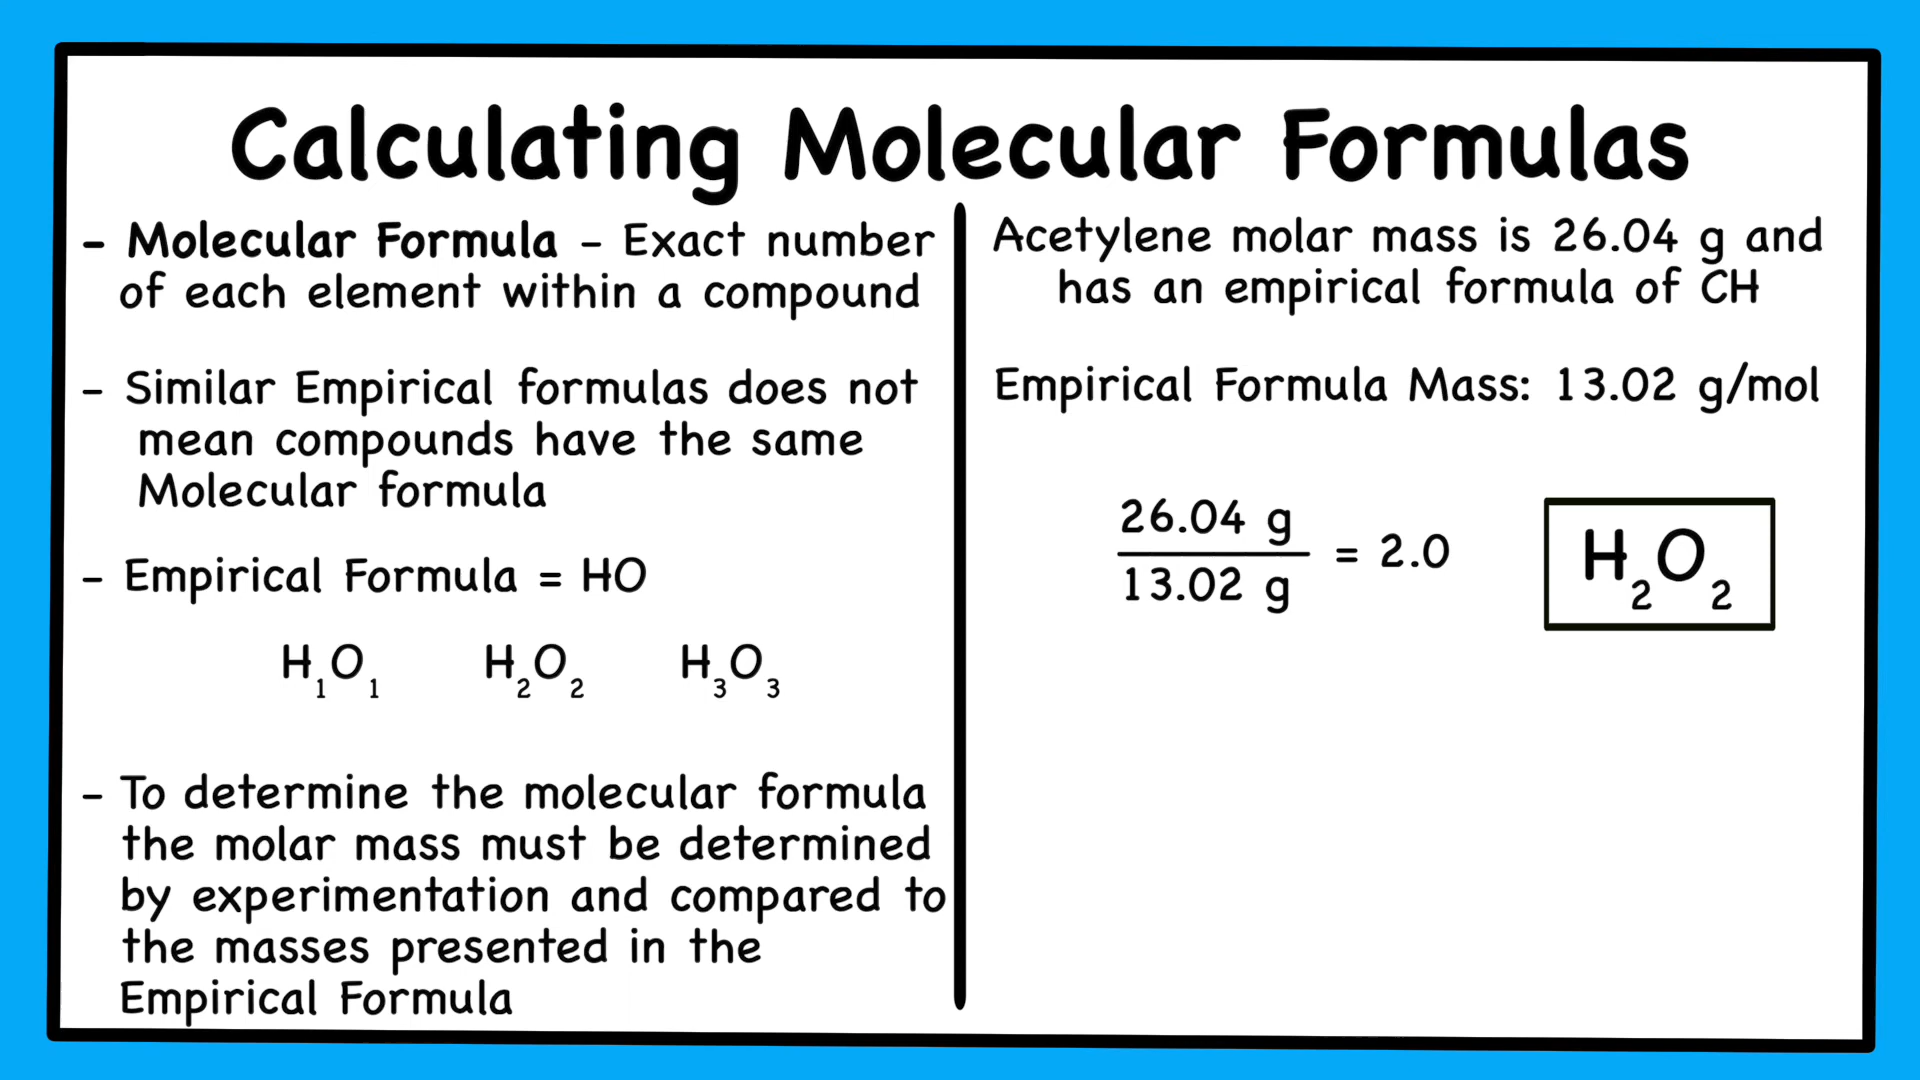 Calculating Molecular Formulas
- Molecular Formula - Exact number
of each element within a compound
- Similar Empirical formulas does not
mean compounds have the same
Molecular formula
- Empirical Formula = HO
H₁O₁ H₂O₂ H₃O₃
- To determine the molecular formula
the molar mass must be determined
by experimentation and compared to
the masses presented in the
Empirical Formula
Acetylene molar mass is 26.04 g and
has an empirical formula of CH
Empirical Formula Mass: 13.02 g/mol
26.04 g
13.02 g
= 2.0
H₂O₂